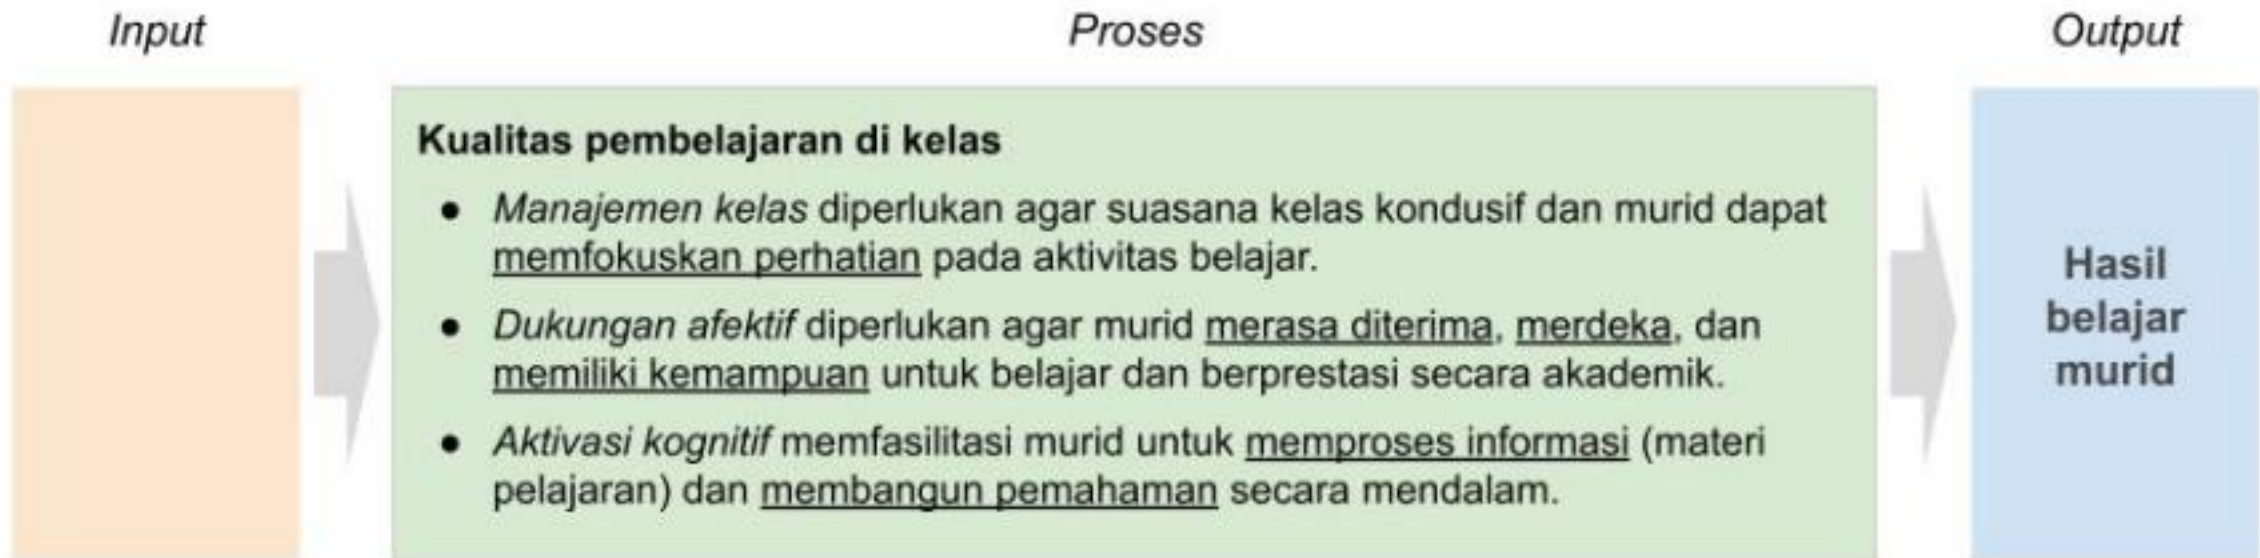 Input
Proses
Output
Kualitas pembelajaran di kelas
● Manajemen kelas diperlukan agar suasana kelas kondusif dan murid dapat
memfokuskan perhatian pada aktivitas belajar.
● Dukungan afektif diperlukan agar murid merasa diterima, merdeka, dan
memiliki kemampuan untuk belajar dan berprestasi secara akademik.
● Aktivasi kognitif memfasilitasi murid untuk memproses informasi (materi
pelajaran) dan membangun pemahaman secara mendalam.
Hasil
belajar
murid